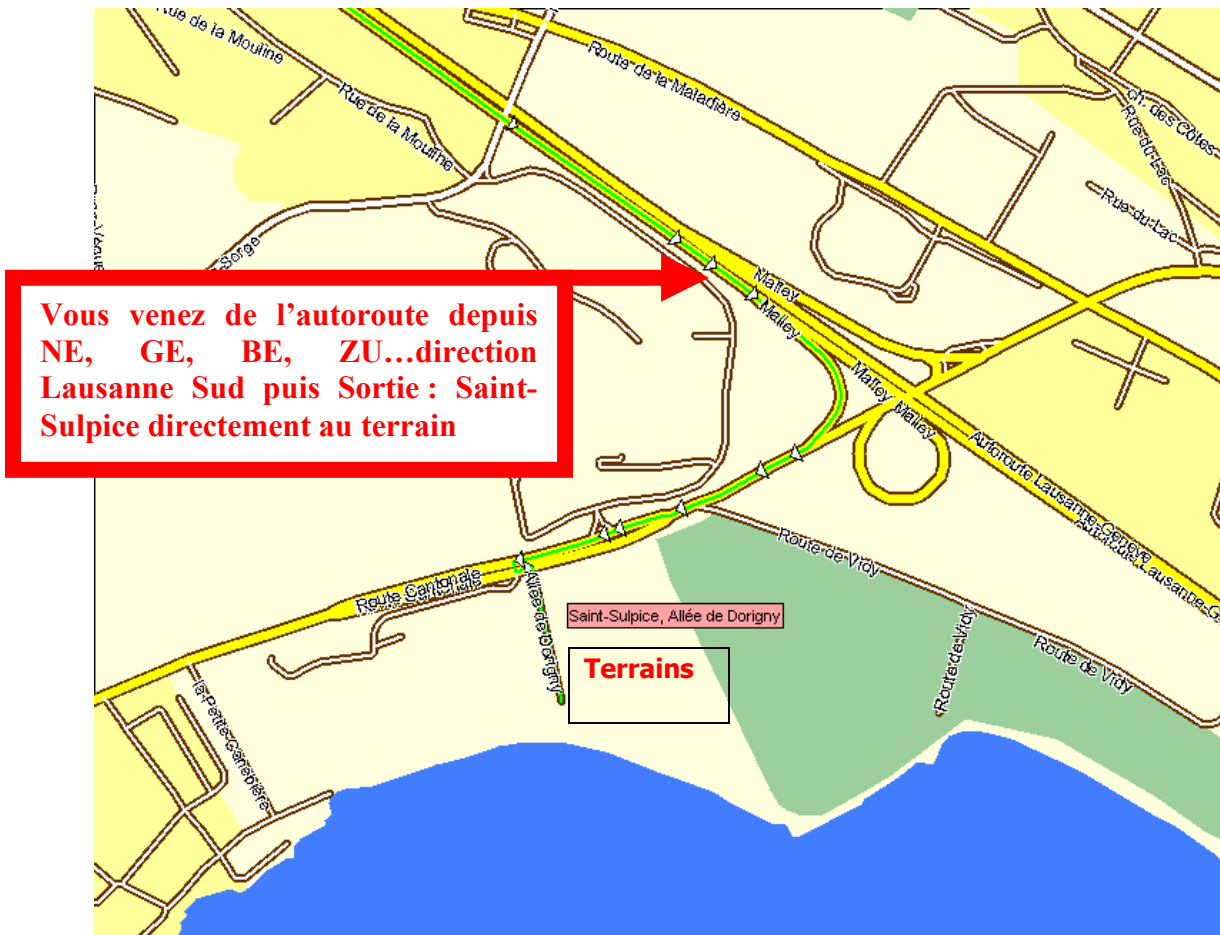 Rue de la Mouline
Route de la Maladière
Rue de la Mouline
ch. des Côtes
Rue du Lac
Rue du Lac
Sorge
Malley
Malley
Vous venez de l’autoroute depuis
NE, GE, BE, ZU…direction
Lausanne Sud puis Sortie : Saint-
Sulpice directement au terrain
Malley
Malley
Autoroute Lausanne-Genève
Route de Vidy
Route Cantonale
Allée de Dorigny
Saint-Sulpice, Allée de Dorigny
Terrains
Route de Vidy
Route de Vidy